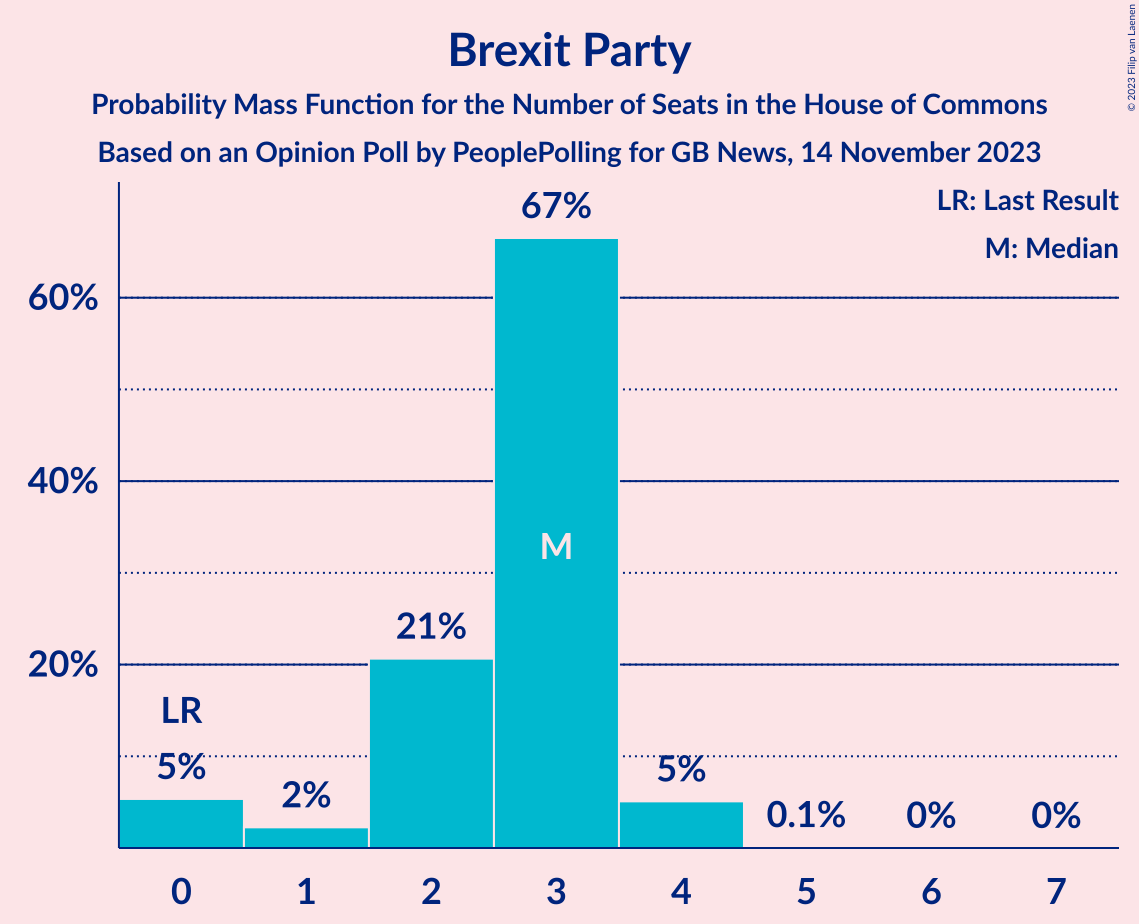 Brexit Party
Probability Mass Function for the Number of Seats in the House of Commons
Based on an Opinion Poll by PeoplePolling for GB News, 14 November 2023
© 2023 Filip van Laenen
LR: Last Result
M: Median
67%
60%
40%
M
21%
20%
LR
5%
2%
5%
0.1%
0%
0%
0 1 2 3 4 5 6 7